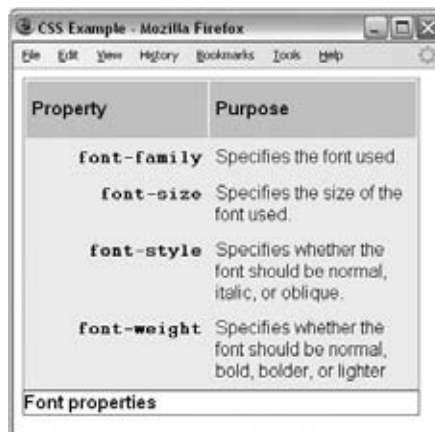 CSS Example - Mozilla Firefox
File Edit View History Bookmarks Tools Help
Property Purpose
font-family Specifies the font used.
font-size Specifies the size of the
font used.
font-style Specifies whether the
font should be normal,
italic, or oblique.
font-weight Specifies whether the
font should be normal,
bold, bolder, or lighter
Font properties